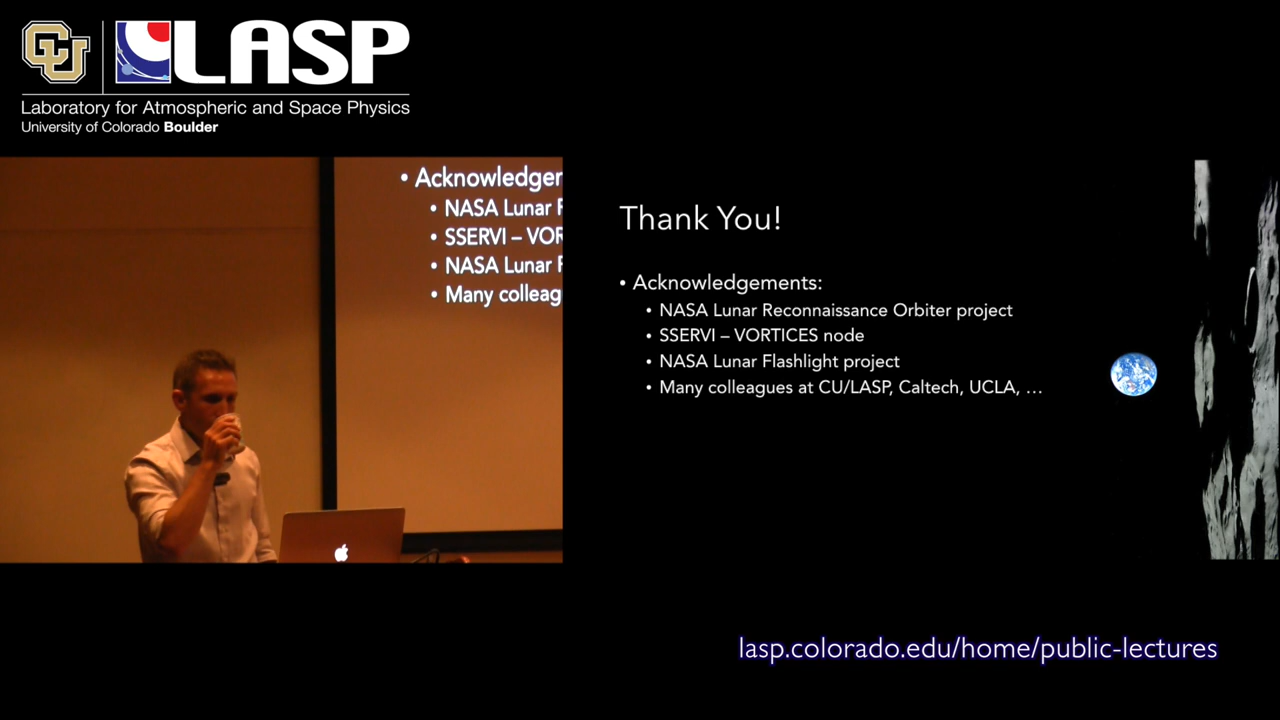 CU
LASP
Laboratory for Atmospheric and Space Physics
University of Colorado Boulder
• Acknowledger
• NASA Lunar F
• SSERVI – VOR
• NASA Lunar F
• Many colleag
Thank You!
• Acknowledgements:
• NASA Lunar Reconnaissance Orbiter project
• SSERVI – VORTICES node
• NASA Lunar Flashlight project
• Many colleagues at CU/LASP, Caltech, UCLA, …
lasp.colorado.edu/home/public-lectures